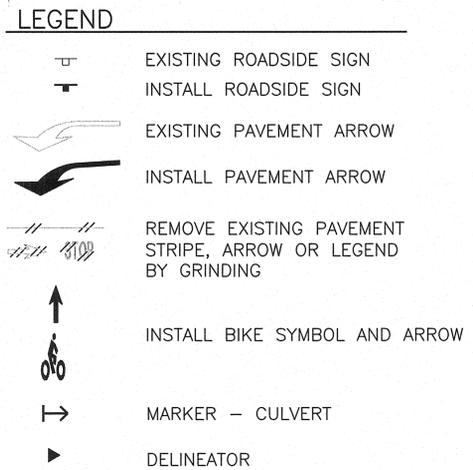 LEGEND
EXISTING ROADSIDE SIGN
INSTALL ROADSIDE SIGN
EXISTING PAVEMENT ARROW
INSTALL PAVEMENT ARROW
REMOVE EXISTING PAVEMENT
STRIPE, ARROW OR LEGEND
STOP
BY GRINDING
INSTALL BIKE SYMBOL AND ARROW
MARKER – CULVERT
DELINEATOR